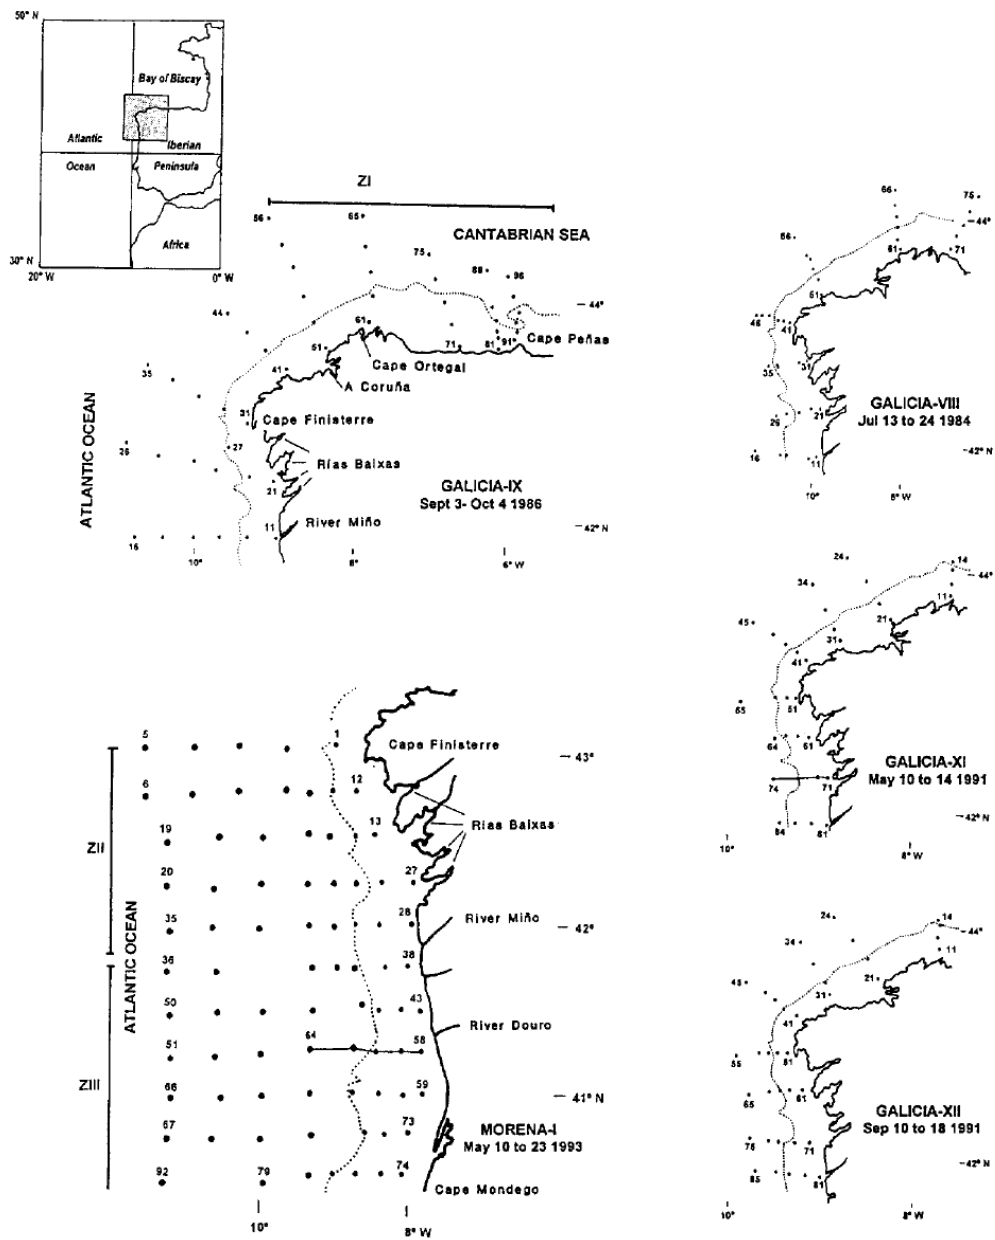 50° N
Bay of Biscay
Atlantic
Iberian
Ocean
Peninsula
Africa
30° N
20° W
0° W
ZI
56
65
CANTABRIAN SEA
75
86
96
44
44°
61
51
71
81
91
Cape Peñas
Cape Ortegal
41
35
A Coruña
31
Cape Finisterre
26
27
Rías Baixas
21
GALICIA-IX
Sept 3- Oct 4 1986
11
River Miño
42° N
16
10°
8°
6° W
ATLANTIC OCEAN
66
75
44°
56
61
71
51
46
41
35
31
GALICIA-VIII
Jul 13 to 24 1984
26
21
16
11
42° N
10°
8°
24
14
44°
34
11
45
21
31
41
55
51
64
61
GALICIA-XI
May 10 to 14 1991
74
71
84
81
42° N
10°
8°
24
14
44°
34
11
45
21
31
41
55
51
65
61
GALICIA-XII
Sep 10 to 18 1991
76
71
85
81
42° N
10°
8° W
5
1
Cape Finisterre
43°
6
12
Rías Baixas
19
13
ZII
20
27
35
28
River Miño
42°
36
38
ATLANTIC OCEAN
50
43
River Douro
51
64
58
ZIII
66
59
41° N
67
73
MORENA-I
May 10 to 23 1993
92
79
74
Cape Mondego
10°
8° W